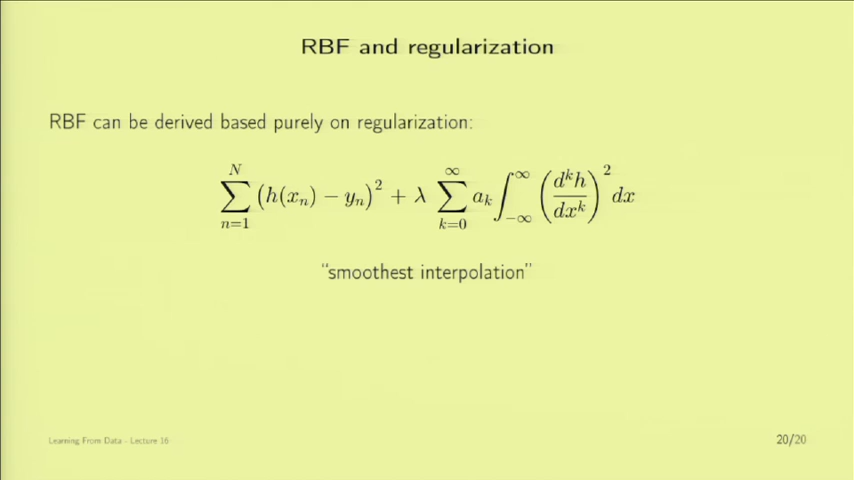 RBF and regularization
RBF can be derived based purely on regularization:
$$\sum_{n=1}^{N} \left(h(x_n) - y_n\right)^2 + \lambda \sum_{k=0}^{\infty} a_k \int_{-\infty}^{\infty} \left(\frac{d^k h}{dx^k}\right)^2 dx$$
“smoothest interpolation”
Learning From Data - Lecture 16
20/20